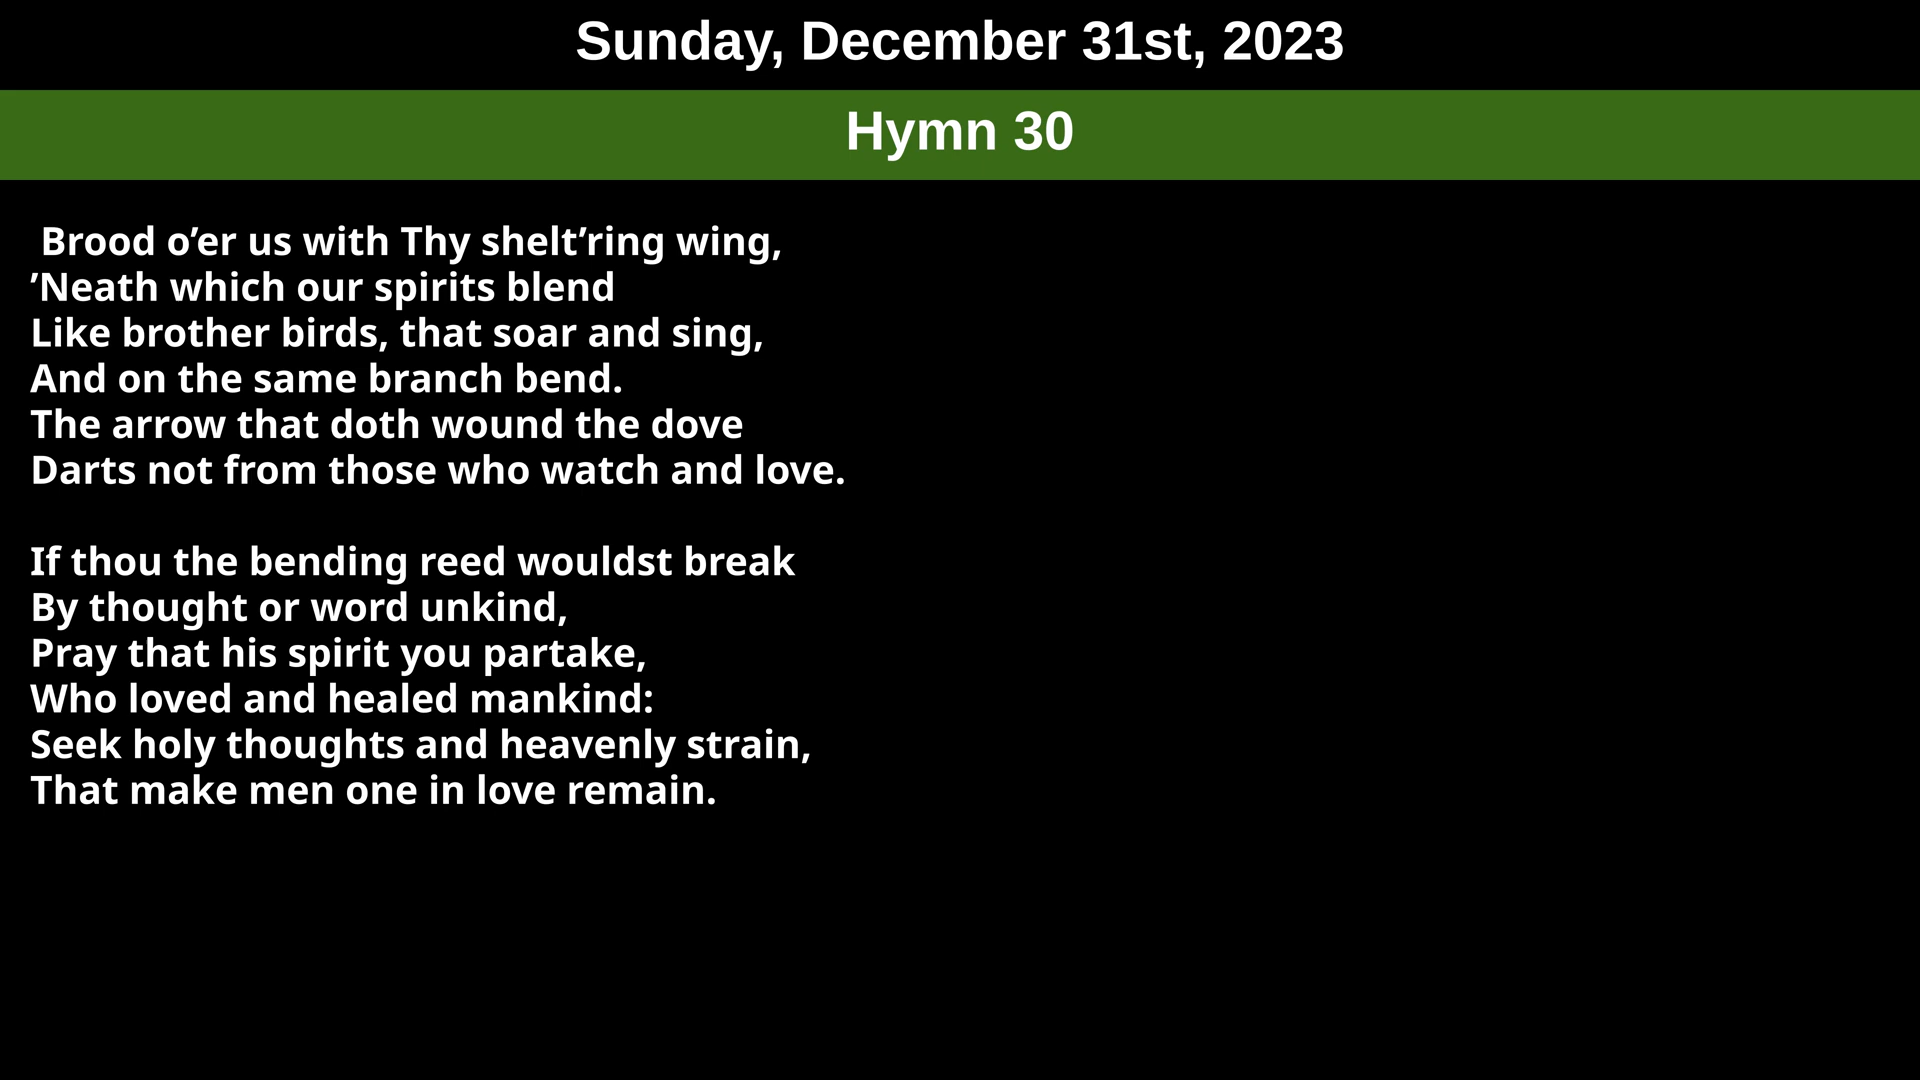 Sunday, December 31st, 2023
Hymn 30
Brood o’er us with Thy shelt’ring wing,
’Neath which our spirits blend
Like brother birds, that soar and sing,
And on the same branch bend.
The arrow that doth wound the dove
Darts not from those who watch and love.
If thou the bending reed wouldst break
By thought or word unkind,
Pray that his spirit you partake,
Who loved and healed mankind:
Seek holy thoughts and heavenly strain,
That make men one in love remain.